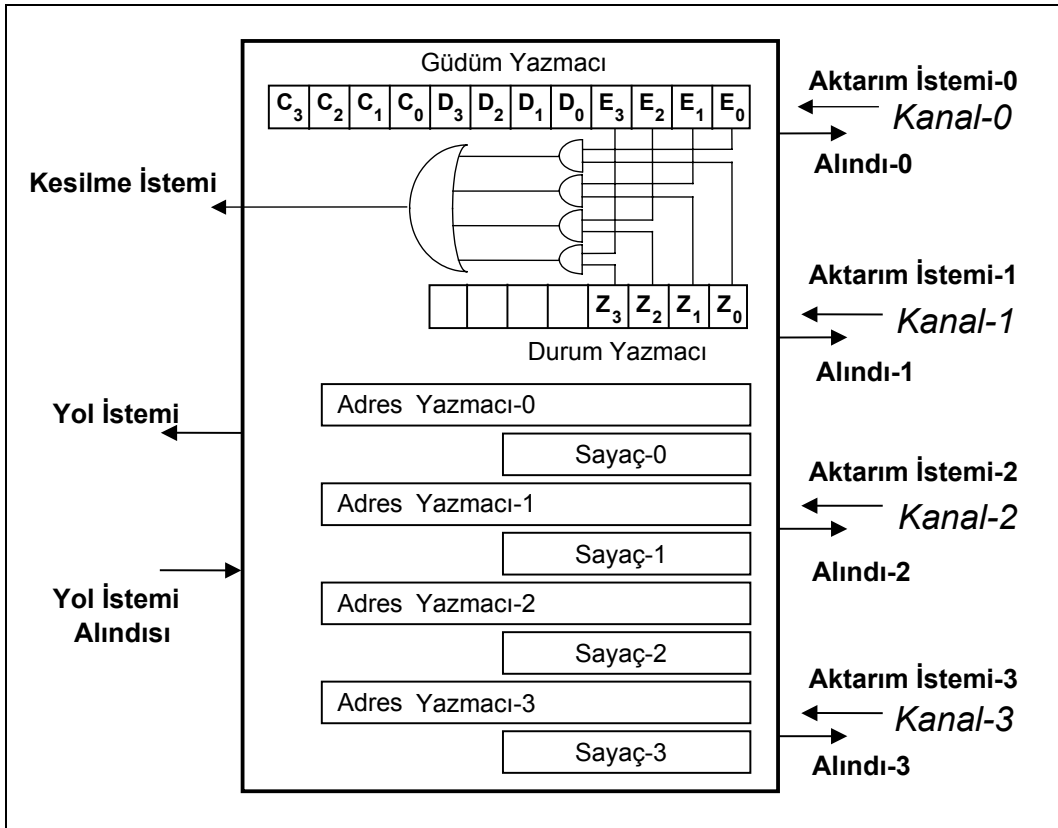 Güdüm Yazmacı
C3 C2 C1 C0 D3 D2 D1 D0 E3 E2 E1 E0
Aktarım İstemi-0
Kanal-0
Alındı-0
Kesilme İstemi
Aktarım İstemi-1
Kanal-1
Alındı-1
Z3 Z2 Z1 Z0
Durum Yazmacı
Yol İstemi
Adres Yazmacı-0
Sayaç-0
Aktarım İstemi-2
Kanal-2
Alındı-2
Adres Yazmacı-1
Sayaç-1
Yol İstemi
Alındısı
Adres Yazmacı-2
Sayaç-2
Aktarım İstemi-3
Kanal-3
Alındı-3
Adres Yazmacı-3
Sayaç-3